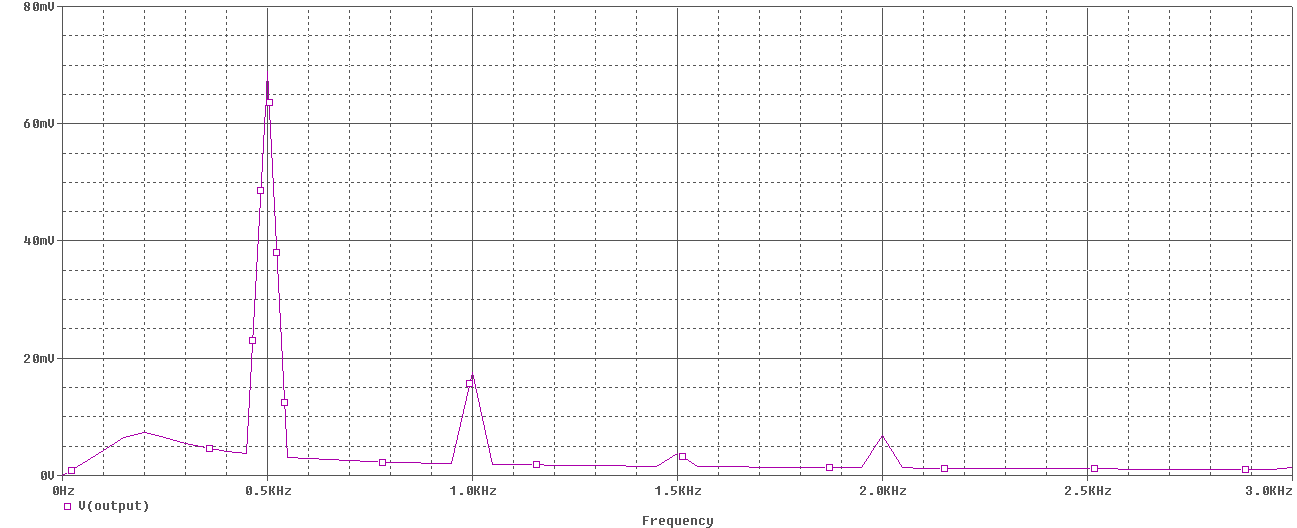 80mV
60mV
40mV
20mV
0V
0Hz 0.5KHz 1.0KHz 1.5KHz 2.0KHz 2.5KHz 3.0KHz
V(output)
Frequency